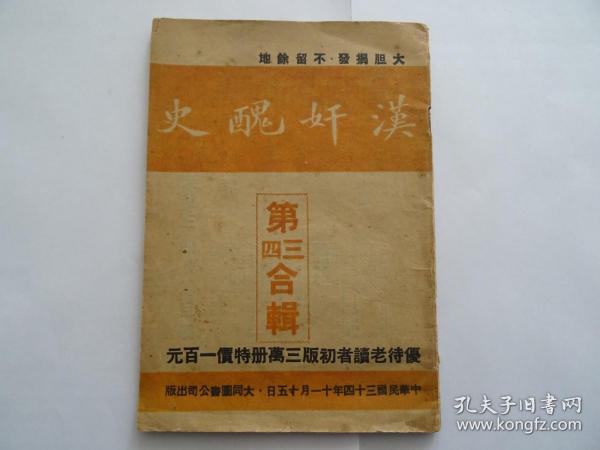 大胆揭發·不留餘地
漢奸醜史
第
三四
合
輯
優待老讀者初版三萬册特價一百元
中華民國三十四年十一月十五日·大同圖書公司出版
孔夫子旧书网
www.kongfz.com